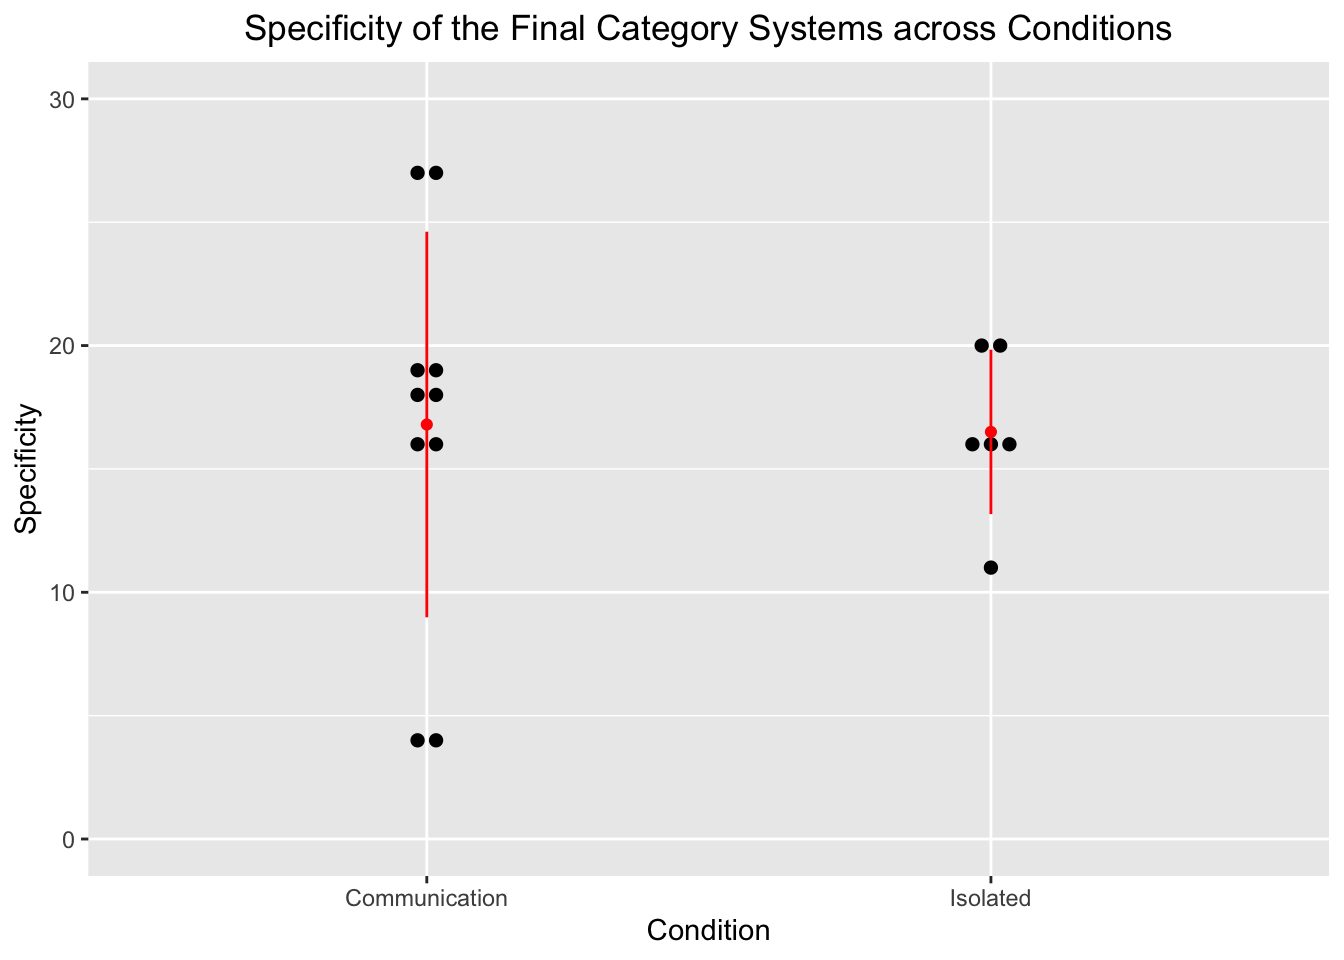 Specificity of the Final Category Systems across Conditions
30
20
10
0
Specificity
Communication
Isolated
Condition